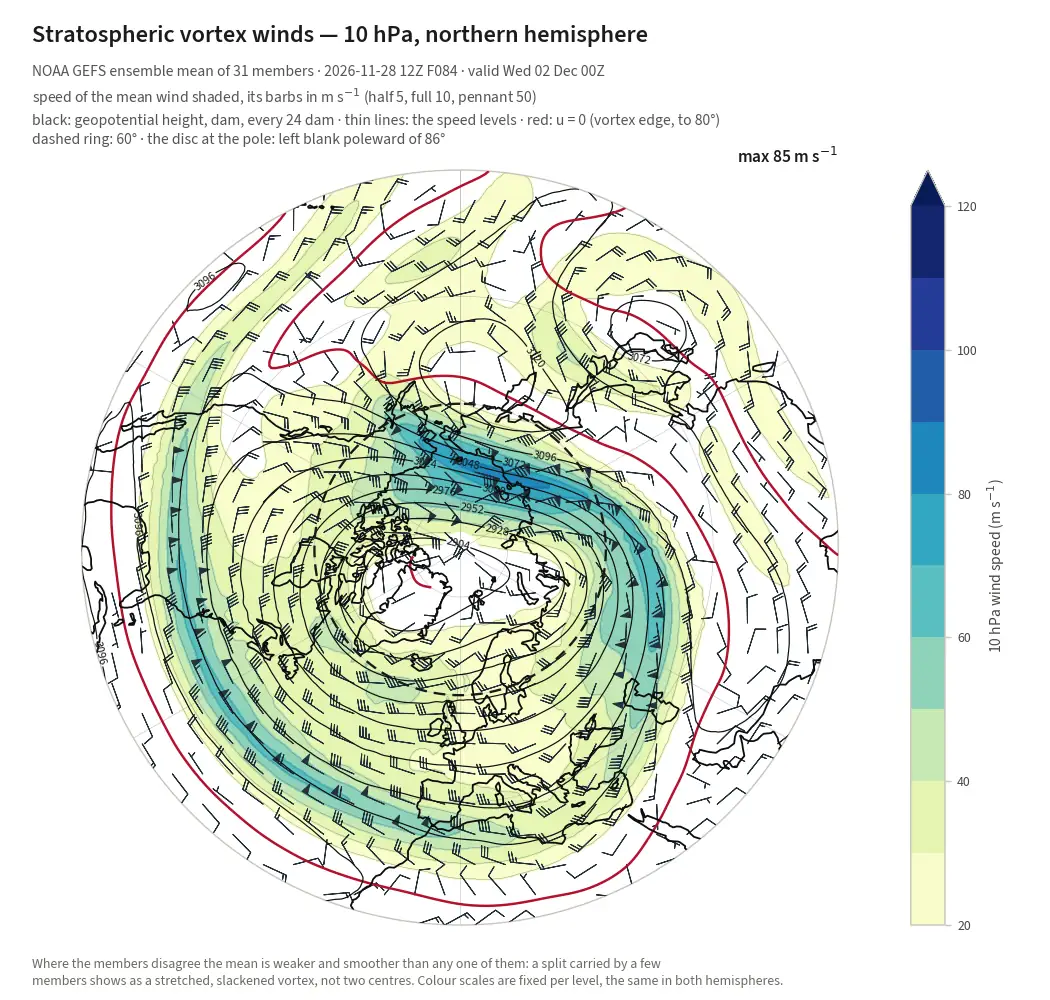 Stratospheric vortex winds — 10 hPa, northern hemisphere
NOAA GEFS ensemble mean of 31 members · 2026-11-28 12Z F084 · valid Wed 02 Dec 00Z
speed of the mean wind shaded, its barbs in m s⁻¹ (half 5, full 10, pennant 50)
black: geopotential height, dam, every 24 dam · thin lines: the speed levels · red: u = 0 (vortex edge, to 80°)
dashed ring: 60° · the disc at the pole: left blank poleward of 86°
max 85 m s⁻¹
120
100
80
60
40
20
10 hPa wind speed (m s⁻¹)
3096
3072
3096
3048
2976
2952
2928
2904
3096
Where the members disagree the mean is weaker and smoother than any one of them: a split carried by a few
members shows as a stretched, slackened vortex, not two centres. Colour scales are fixed per level, the same in both hemispheres.